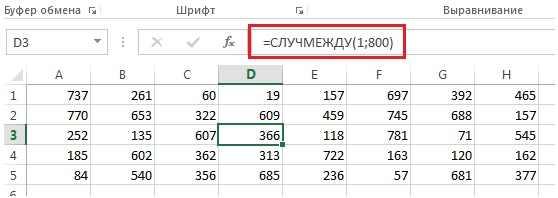 Буфер обмена Шрифт Выравнивание
D3 fx =СЛУЧМЕЖДУ(1;800)
A B C D E F G H
1 737 261 60 19 157 697 392 465
2 770 653 322 609 459 745 688 157
3 252 135 607 366 118 781 71 545
4 185 602 362 313 722 163 120 162
5 84 540 356 685 236 57 681 377